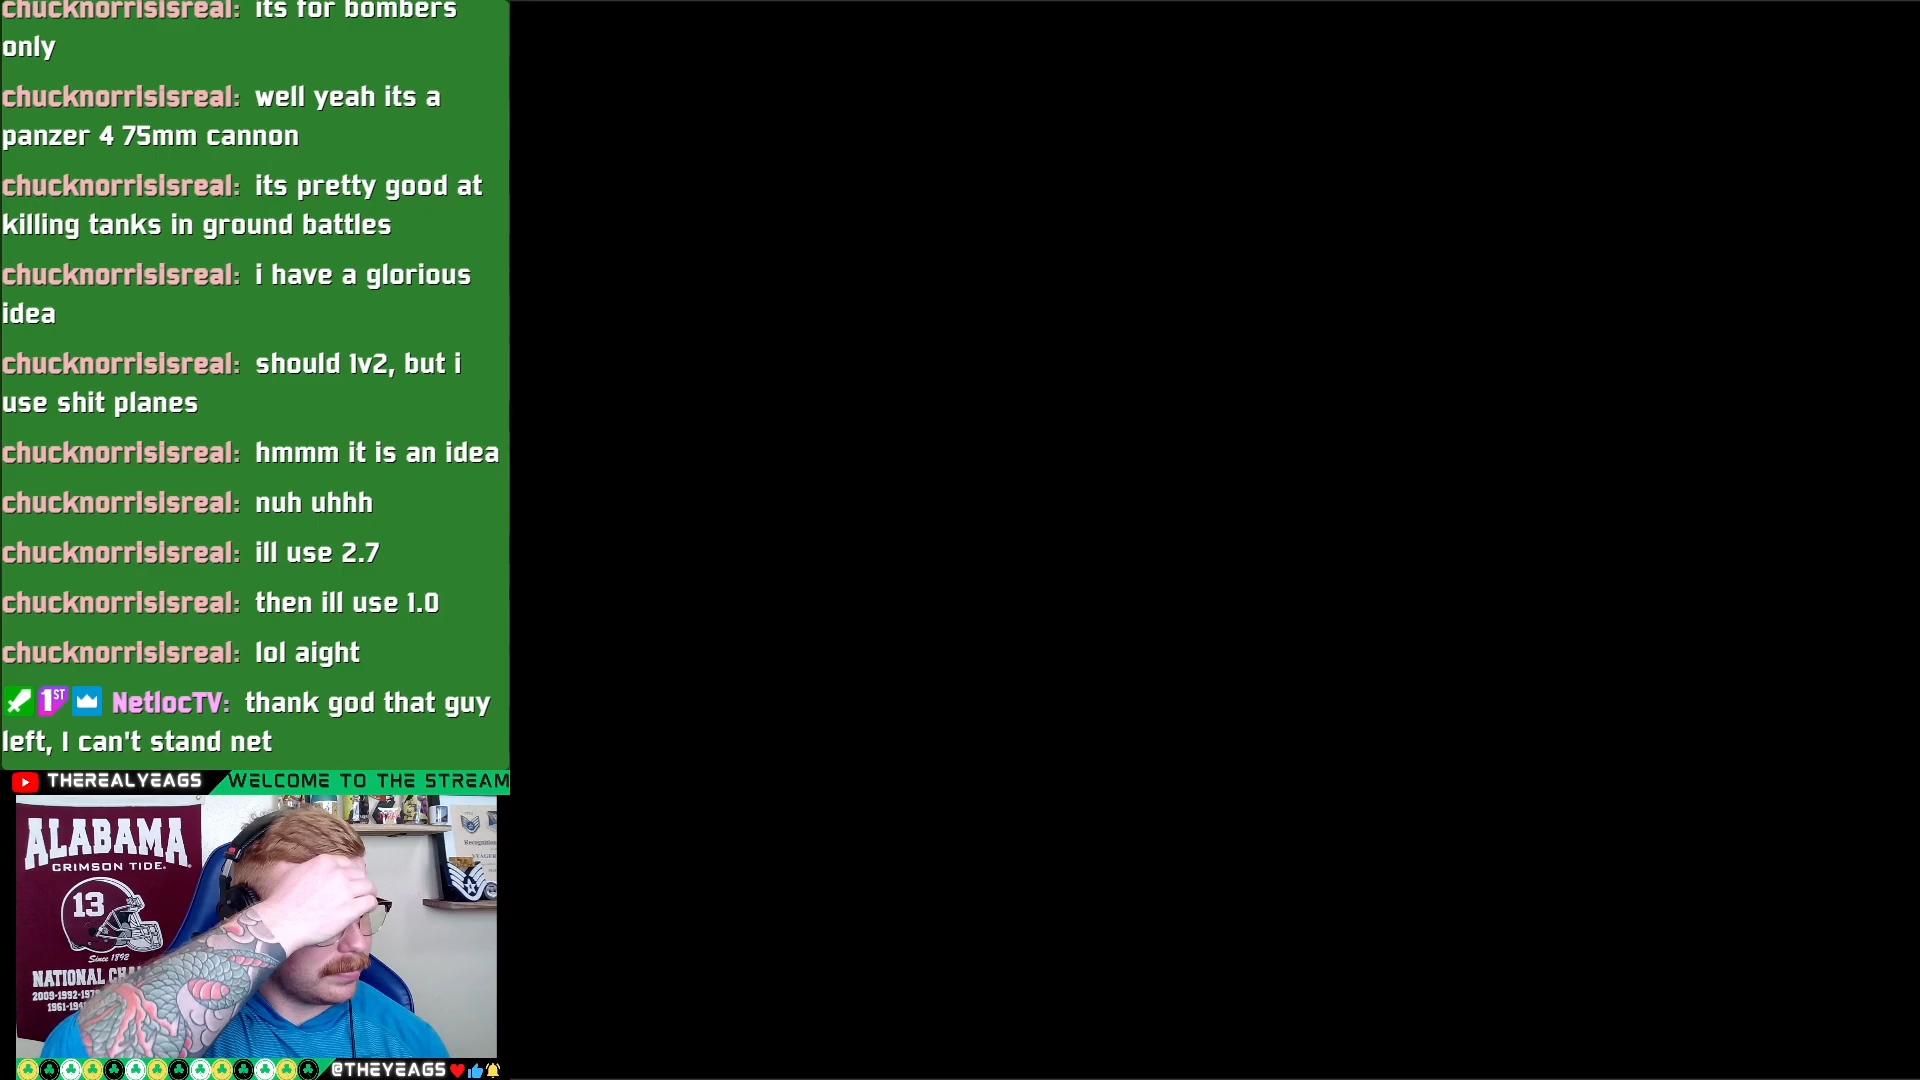 chucknorrisisreal: its for bombers
only
chucknorrisisreal: well yeah its a
panzer 4 75mm cannon
chucknorrisisreal: its pretty good at
killing tanks in ground battles
chucknorrisisreal: i have a glorious
idea
chucknorrisisreal: should 1v2, but i
use shit planes
chucknorrisisreal: hmmm it is an idea
chucknorrisisreal: nuh uhhh
chucknorrisisreal: ill use 2.7
chucknorrisisreal: then ill use 1.0
chucknorrisisreal: lol aight
1ST NetlocTV: thank god that guy
left, I can't stand net
THEREALYEAGS WELCOME TO THE STREAM
ALABAMA
CRIMSON TIDE
13
Since 1892
NATIONAL
Recognition
YEAGER
@THEYEAGS